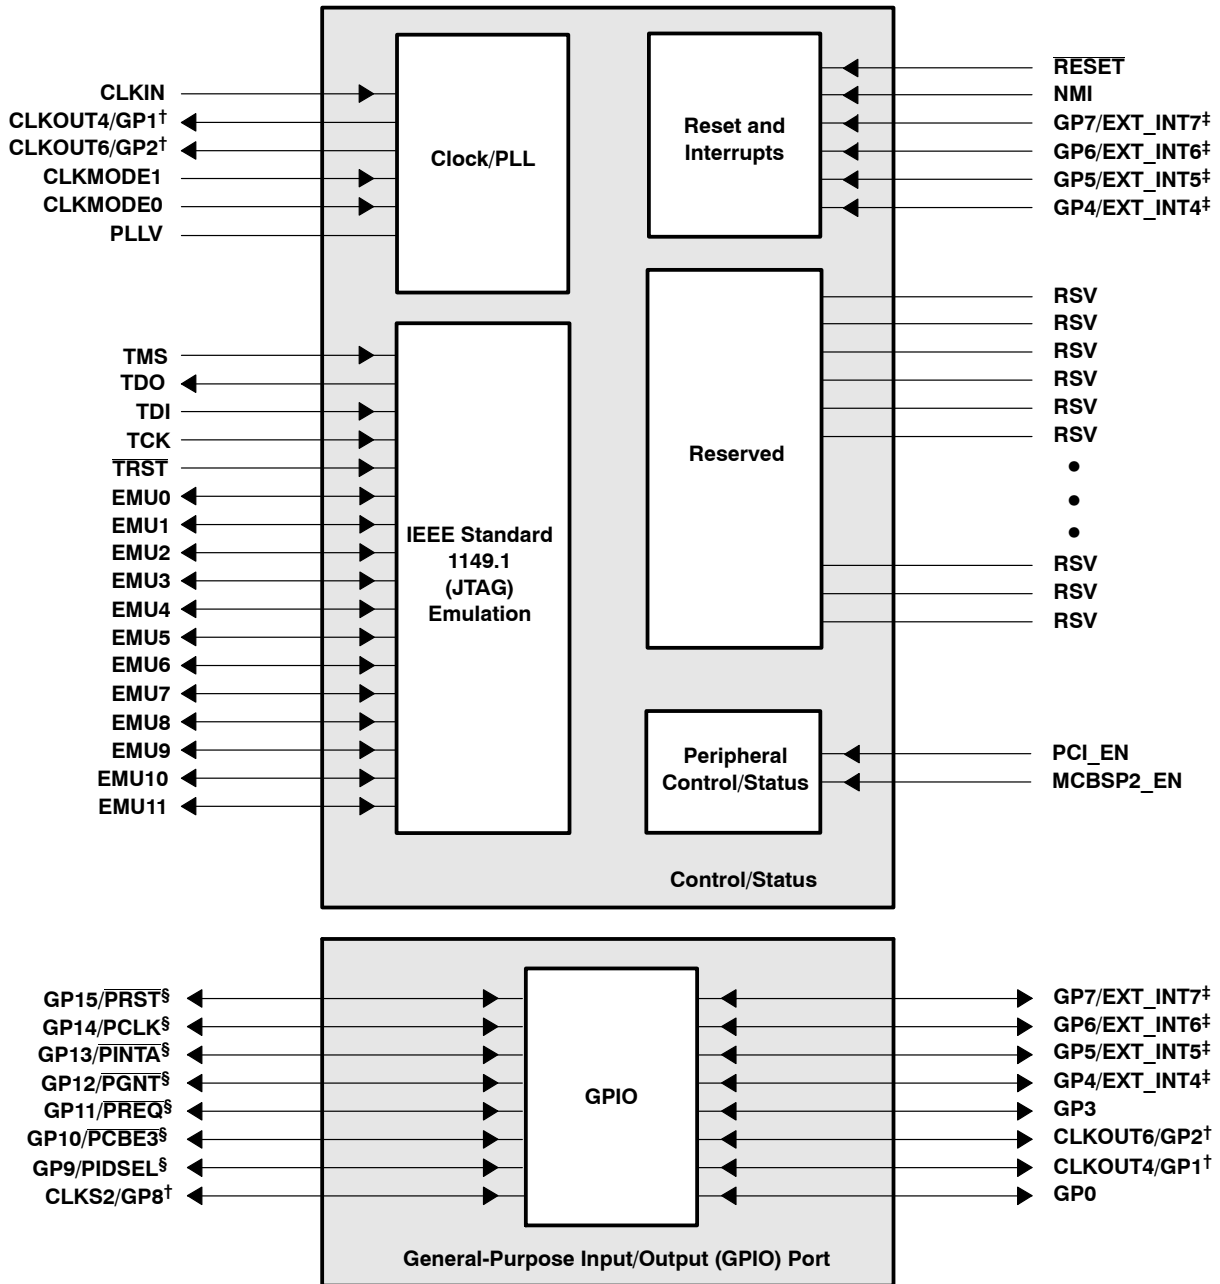 CLKIN
CLKOUT4/GP1†
CLKOUT6/GP2†
CLKMODE1
CLKMODE0
PLLV
Clock/PLL
Reset and
Interrupts
RESET
NMI
GP7/EXT_INT7‡
GP6/EXT_INT6‡
GP5/EXT_INT5‡
GP4/EXT_INT4‡
TMS
TDO
TDI
TCK
TRST
EMU0
EMU1
EMU2
EMU3
EMU4
EMU5
EMU6
EMU7
EMU8
EMU9
EMU10
EMU11
IEEE Standard
1149.1
(JTAG)
Emulation
Reserved
RSV
RSV
RSV
RSV
RSV
RSV
•
•
•
RSV
RSV
RSV
Peripheral
Control/Status
PCI_EN
MCBSP2_EN
Control/Status
GP15/PRST§
GP14/PCLK§
GP13/PINTA§
GP12/PGNT§
GP11/PREQ§
GP10/PCBE3§
GP9/PIDSEL§
CLKS2/GP8†
GPIO
GP7/EXT_INT7‡
GP6/EXT_INT6‡
GP5/EXT_INT5‡
GP4/EXT_INT4‡
GP3
CLKOUT6/GP2†
CLKOUT4/GP1†
GP0
General-Purpose Input/Output (GPIO) Port